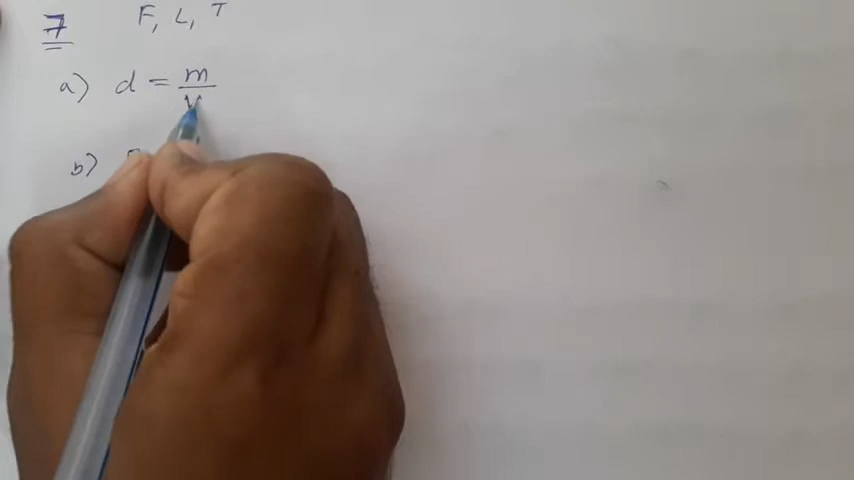 7 F, L, T
a) d = m/V
b)